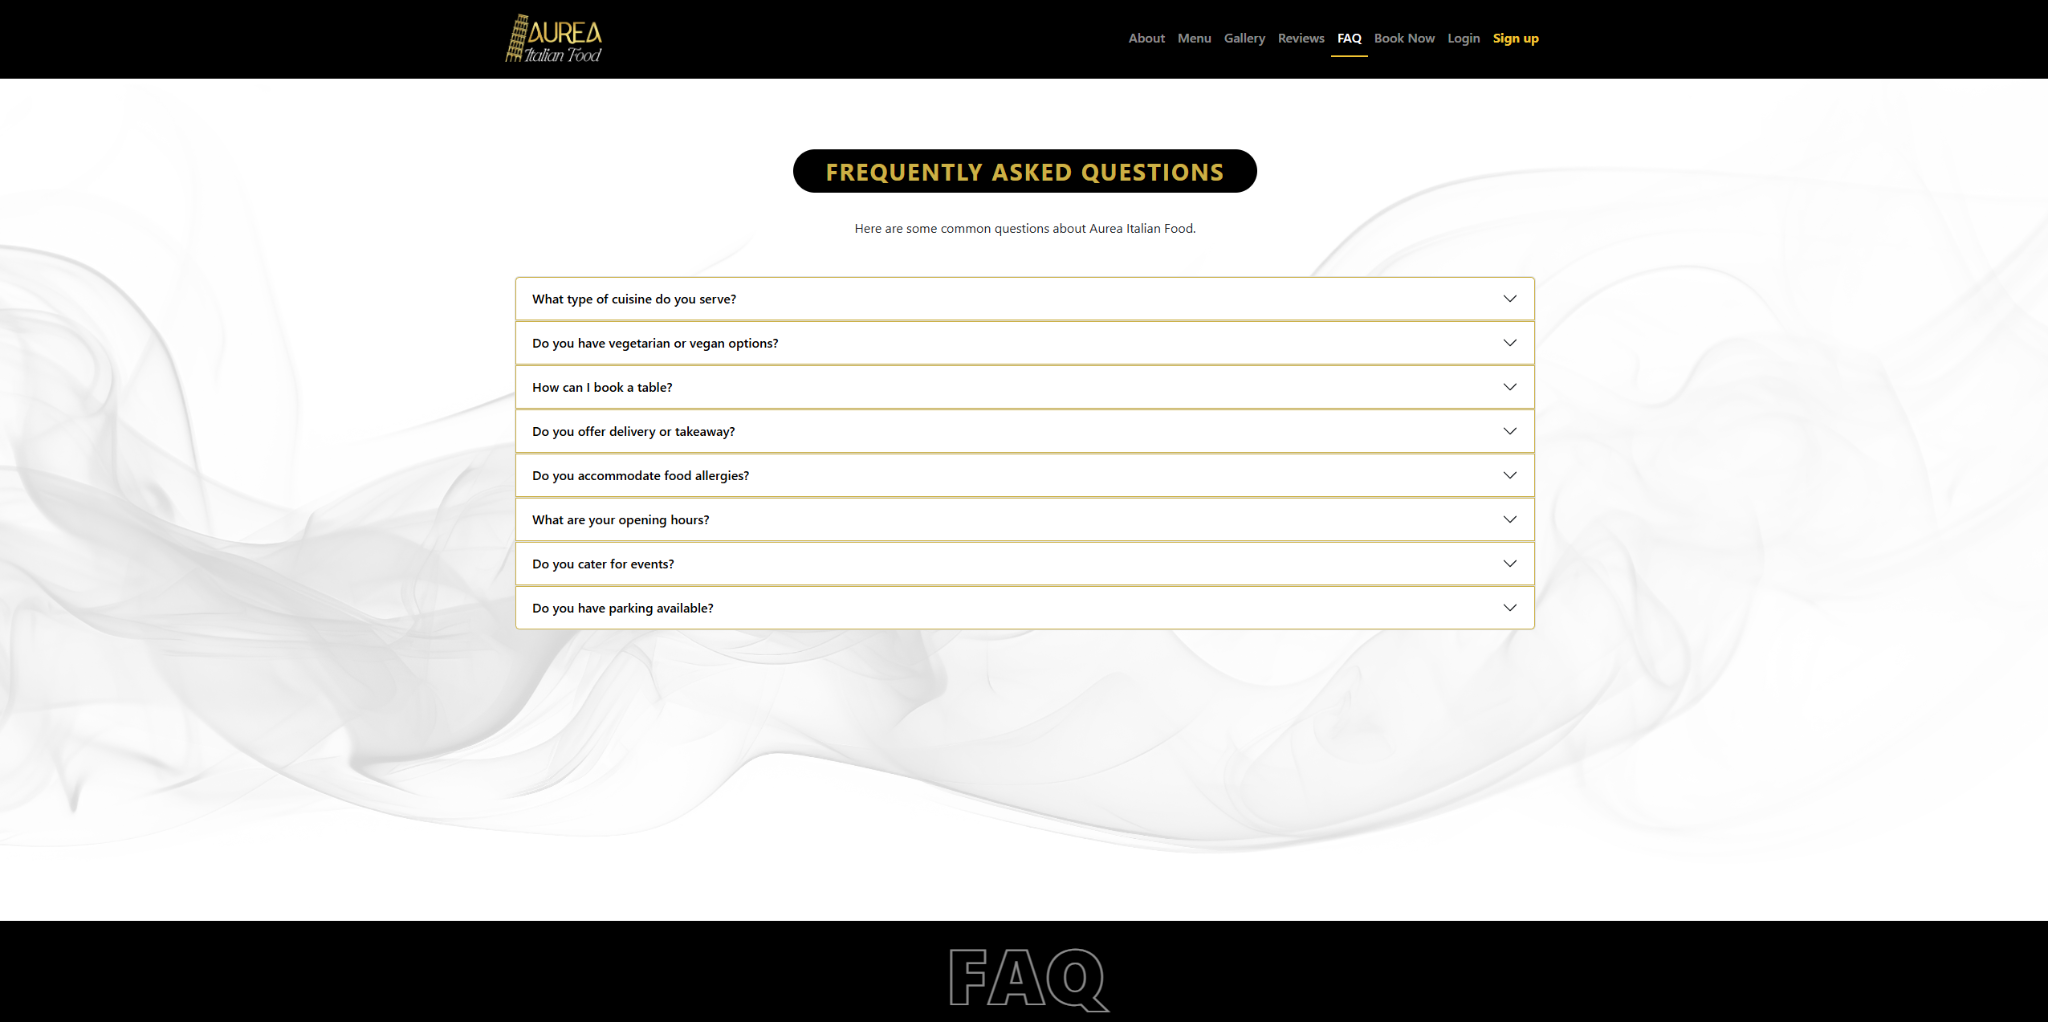 AUREA
Italian Food
About Menu Gallery Reviews FAQ Book Now Login Sign up
FREQUENTLY ASKED QUESTIONS
Here are some common questions about Aurea Italian Food.
What type of cuisine do you serve?
Do you have vegetarian or vegan options?
How can I book a table?
Do you offer delivery or takeaway?
Do you accommodate food allergies?
What are your opening hours?
Do you cater for events?
Do you have parking available?
FAQ